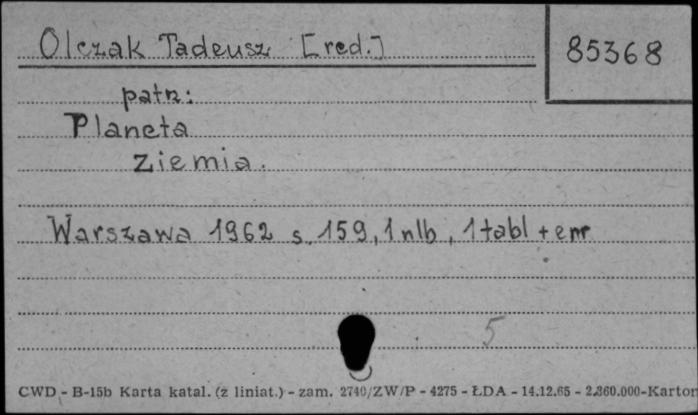 Olczak Tadeusz [red.]
85368
patrz:
Planeta
Ziemia.
Warszawa 1962 s. 159, 1 nlb, 1 tabl + err
5
CWD - B-15b Karta katal. (z liniat.) - zam. 2740/ZW/P - 4275 - ŁDA - 14.12.65 - 2.860.000-Karton